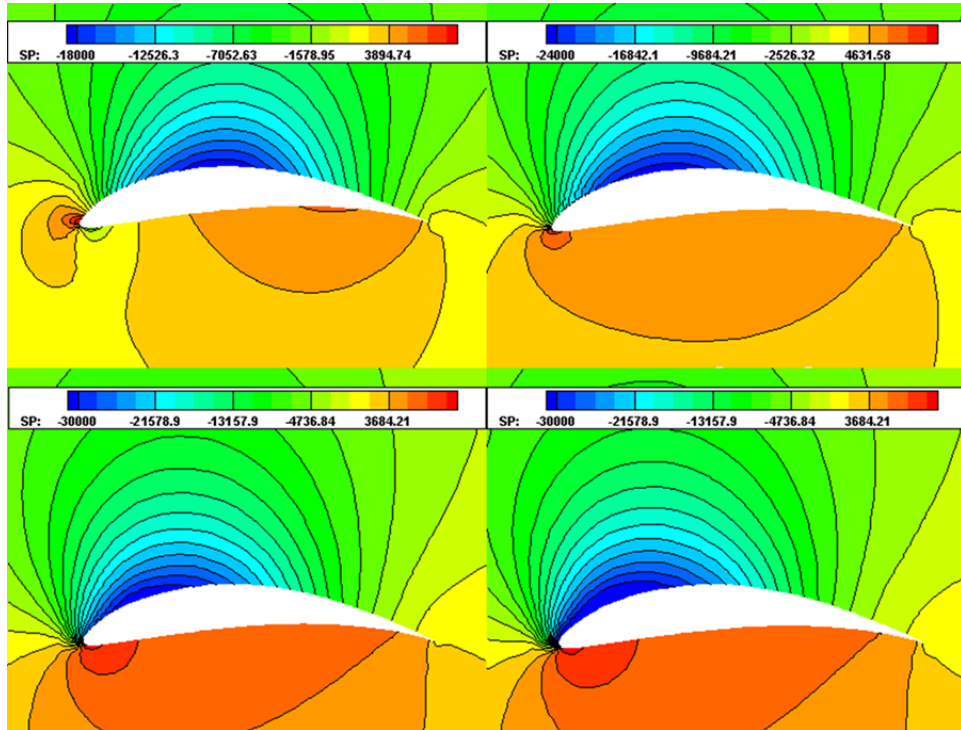 SP: -18000 -12526.3 -7052.63 -1578.95 3894.74
SP: -24000 -16842.1 -9684.21 -2526.32 4631.58
SP: -30000 -21578.9 -13157.9 -4736.84 3684.21
SP: -30000 -21578.9 -13157.9 -4736.84 3684.21